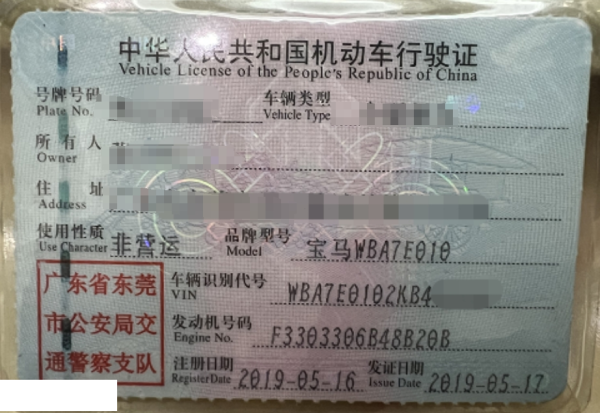 中华人民共和国机动车行驶证
Vehicle License of the People's Republic of China
号牌号码 车辆类型
Plate No. Vehicle Type
所有人
Owner
住址
Address
使用性质 非营运 品牌型号 宝马WBA7E010
Use Character Model
广东省东莞
市公安局交
通警察支队
车辆识别代号 WBA7E0102KB4
VIN
发动机号码 F3303306B48B20B
Engine No.
注册日期 2019-05-16 发证日期 2019-05-17
Register Date Issue Date